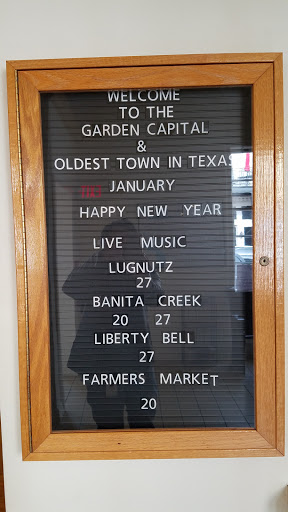 WELCOME
TO THE
GARDEN CAPITAL
&
OLDEST TOWN IN TEXAS
JANUARY
HAPPY NEW YEAR
LIVE MUSIC
LUGNUTZ
27
BANITA CREEK
20 27
LIBERTY BELL
27
FARMERS MARKET
20